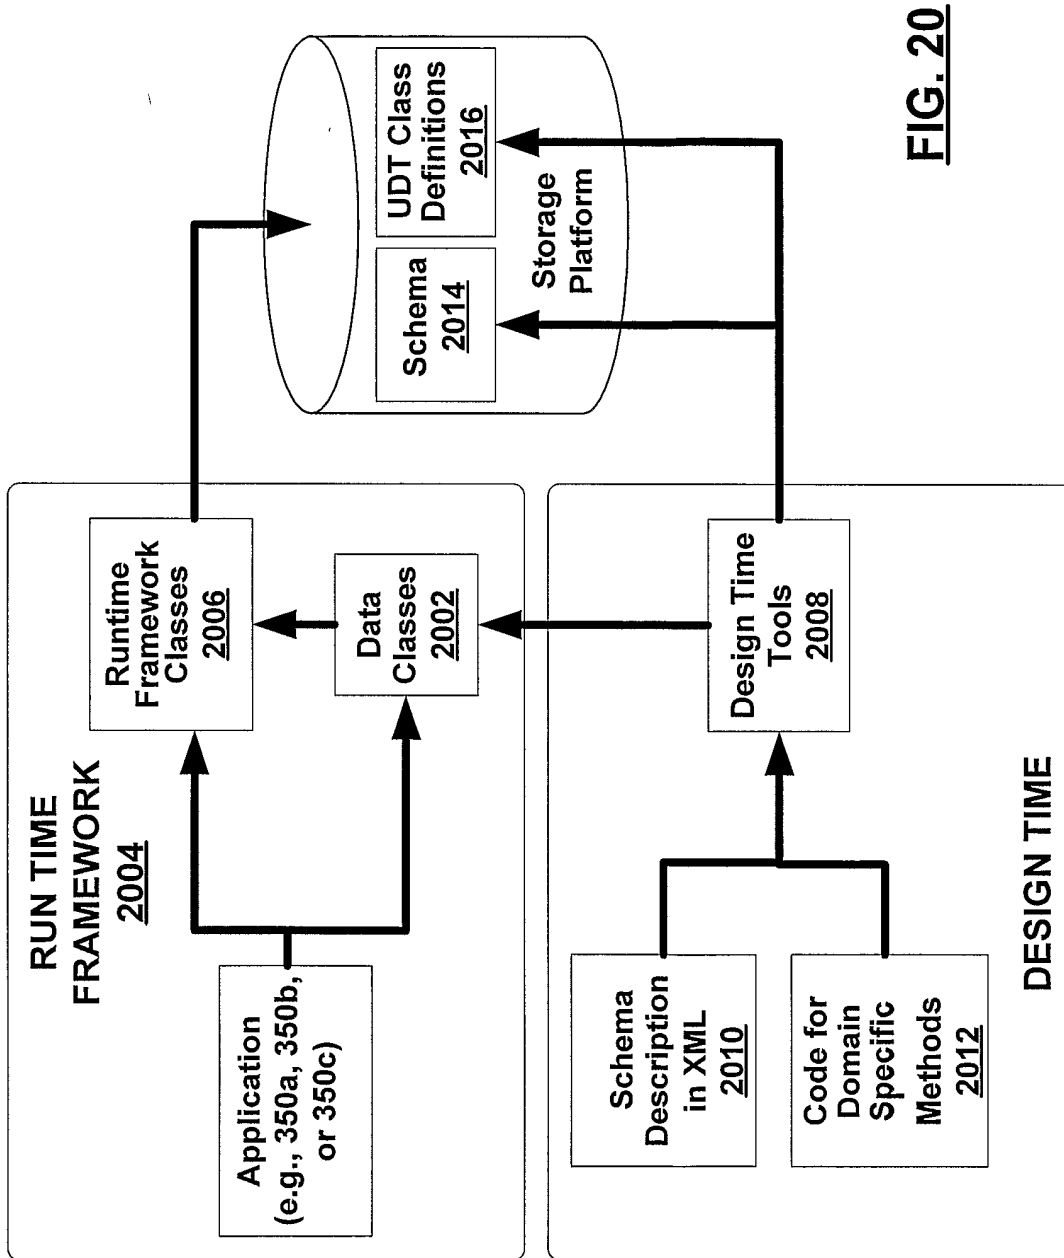 RUN TIME
FRAMEWORK
2004
Application
(e.g., 350a, 350b,
or 350c)
Runtime
Framework
Classes
2006
Data
Classes
2002
Schema
Description
in XML
2010
Code for
Domain
Specific
Methods
2012
Design Time
Tools
2008
DESIGN TIME
Schema
2014
UDT Class
Definitions
2016
Storage
Platform
FIG. 20